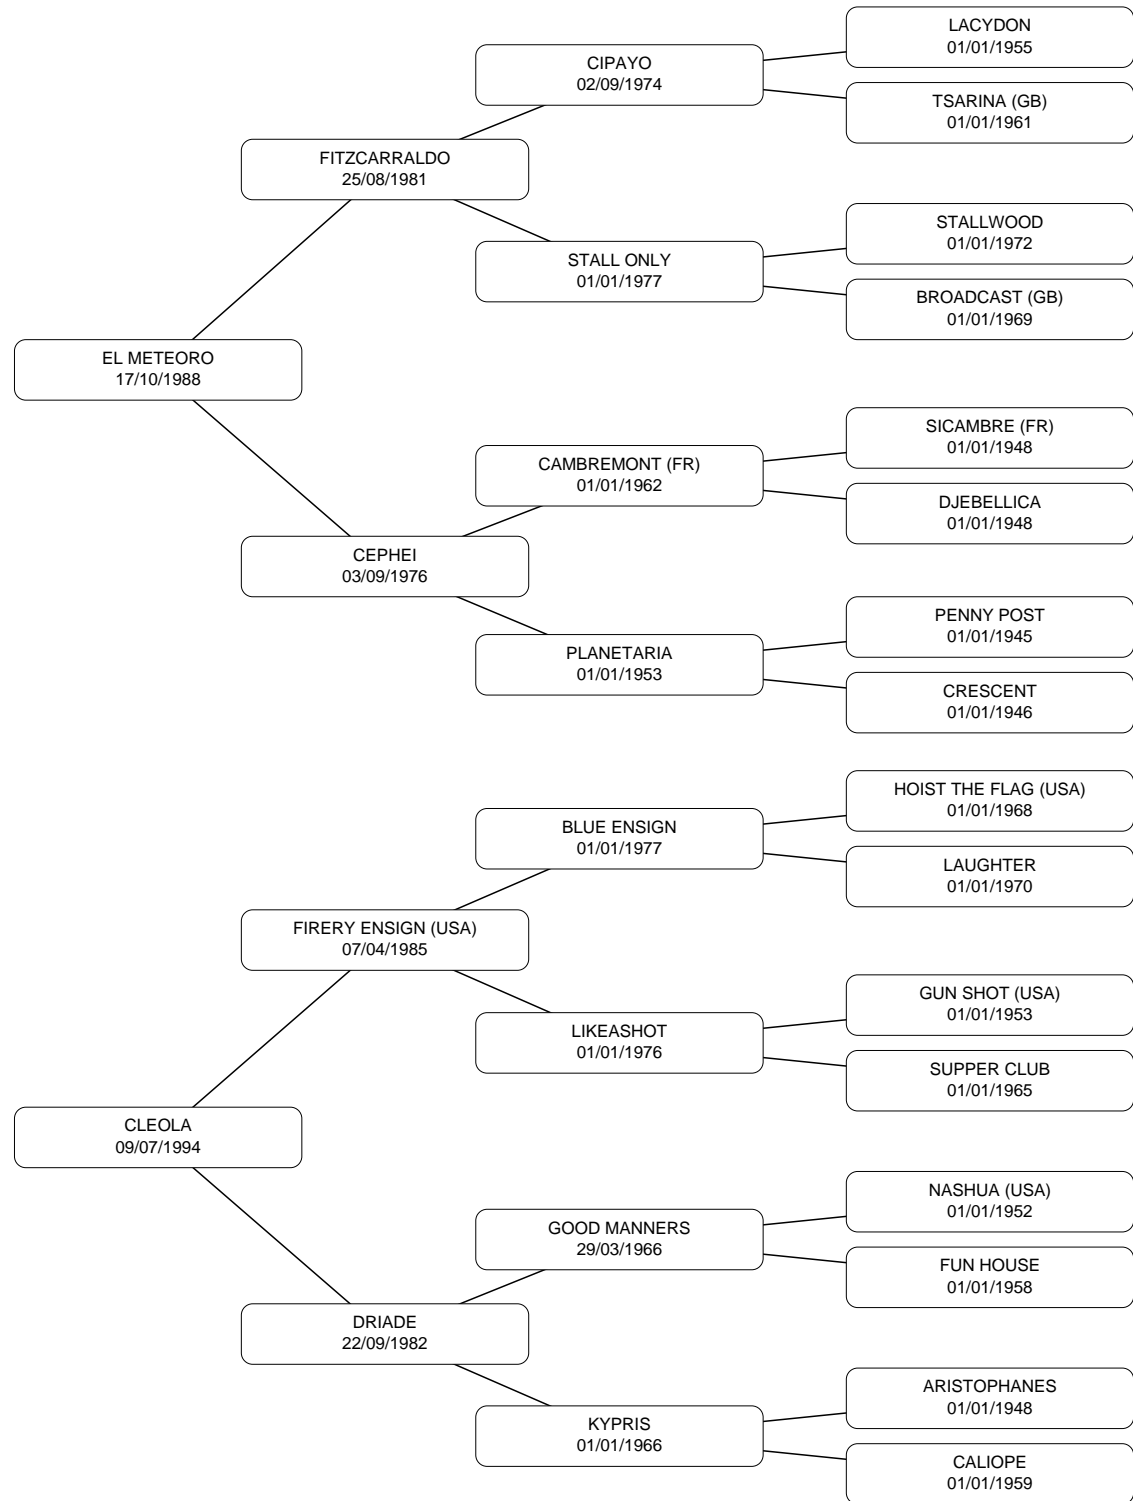 LACYDON
01/01/1955
CIPAYO
02/09/1974
TSARINA (GB)
01/01/1961
FITZCARRALDO
25/08/1981
STALLWOOD
01/01/1972
STALL ONLY
01/01/1977
BROADCAST (GB)
01/01/1969
EL METEORO
17/10/1988
SICAMBRE (FR)
01/01/1948
CAMBREMONT (FR)
01/01/1962
DJEBELLICA
01/01/1948
CEPHEI
03/09/1976
PENNY POST
01/01/1945
PLANETARIA
01/01/1953
CRESCENT
01/01/1946
HOIST THE FLAG (USA)
01/01/1968
BLUE ENSIGN
01/01/1977
LAUGHTER
01/01/1970
FIRERY ENSIGN (USA)
07/04/1985
GUN SHOT (USA)
01/01/1953
LIKEASHOT
01/01/1976
SUPPER CLUB
01/01/1965
CLEOLA
09/07/1994
NASHUA (USA)
01/01/1952
GOOD MANNERS
29/03/1966
FUN HOUSE
01/01/1958
DRIADE
22/09/1982
ARISTOPHANES
01/01/1948
KYPRIS
01/01/1966
CALIOPE
01/01/1959